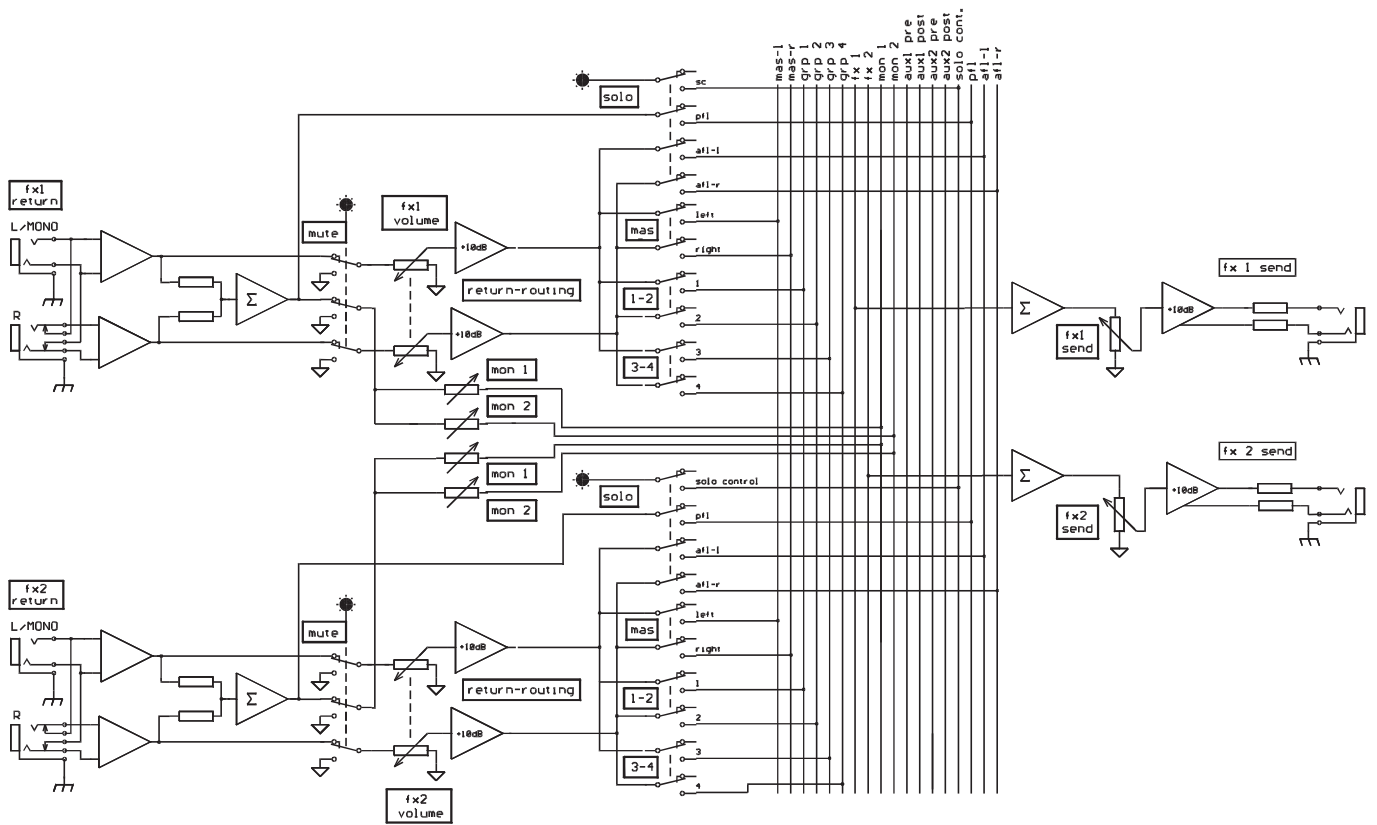 mas-l
mas-r
grp 1
grp 2
grp 3
grp 4
fx 1
fx 2
mon 1
mon 2
aux1 pre
aux1 post
aux2 pre
aux2 post
solo cont.
pfl
afl-l
afl-r
solo
sc
pfl
afl-l
afl-r
fx1
return
L/MONO
R
Σ
mute
fx1
volume
+10dB
+10dB
return-routing
mas
left
right
1-2
1
2
3-4
3
4
mon 1
mon 2
mon 1
mon 2
Σ
fx1
send
+10dB
fx 1 send
Σ
fx2
send
+10dB
fx 2 send
solo
solo control
pfl
afl-l
afl-r
fx2
return
L/MONO
R
Σ
mute
+10dB
+10dB
return-routing
fx2
volume
mas
left
right
1-2
1
2
3-4
3
4